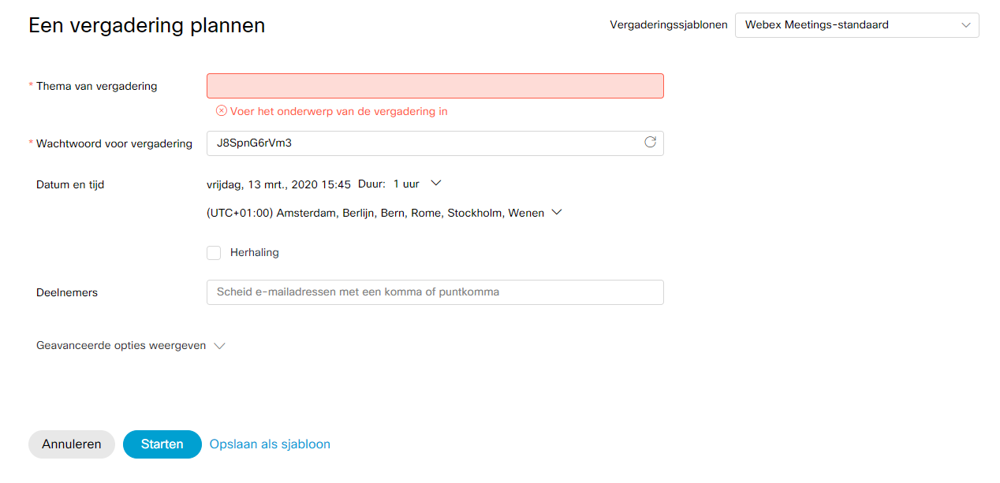 Een vergadering plannen
Vergaderingssjablonen Webex Meetings-standaard
* Thema van vergadering
Voer het onderwerp van de vergadering in
* Wachtwoord voor vergadering J8SpnG6rVm3
Datum en tijd vrijdag, 13 mrt., 2020 15:45 Duur: 1 uur
(UTC+01:00) Amsterdam, Berlijn, Bern, Rome, Stockholm, Wenen
Herhaling
Deelnemers Scheid e-mailadressen met een komma of puntkomma
Geavanceerde opties weergeven
Annuleren Starten Opslaan als sjabloon